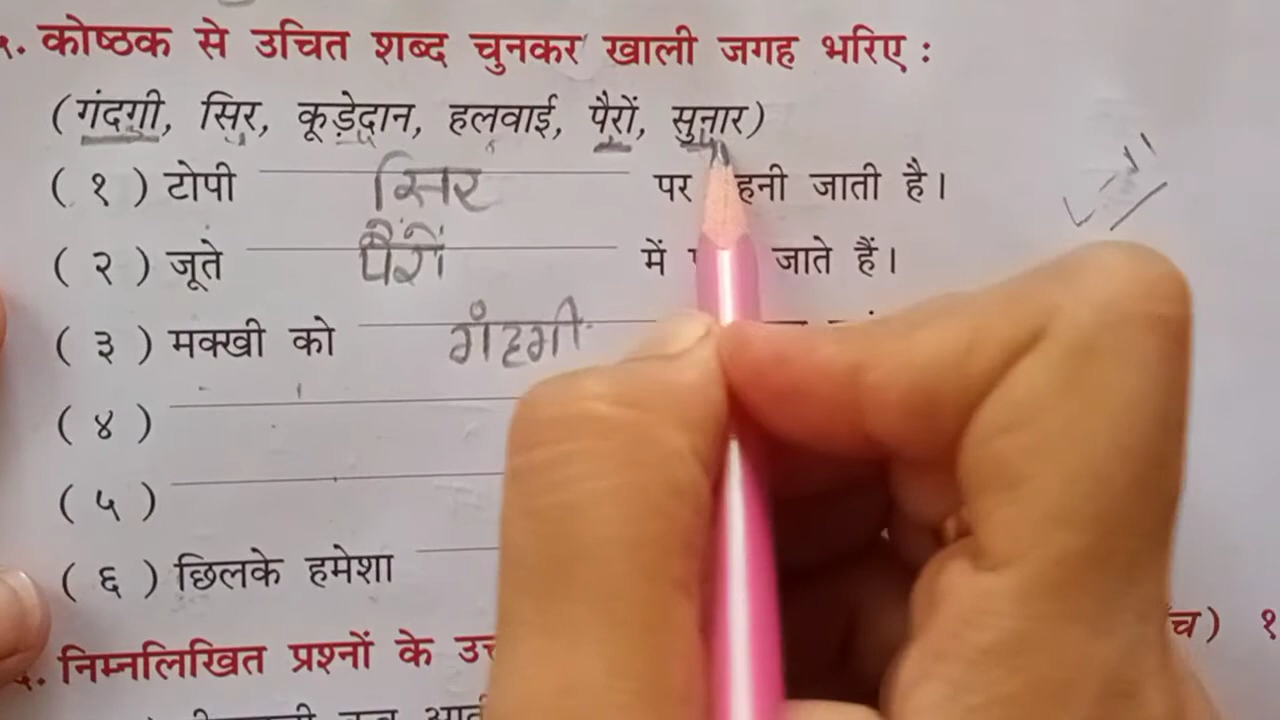 कोष्ठक से उचित शब्द चुनकर खाली जगह भरिए :
(गंदगी, सिर, कूड़ेदान, हलवाई, पैरों, सुनार)
( १ ) टोपी सिर पर हनी जाती है।
( २ ) जूते पैरों में जाते हैं।
( ३ ) मक्खी को गंदगी
( ४ )
( ५ )
( ६ ) छिलके हमेशा
च) १
निम्नलिखित प्रश्नों के